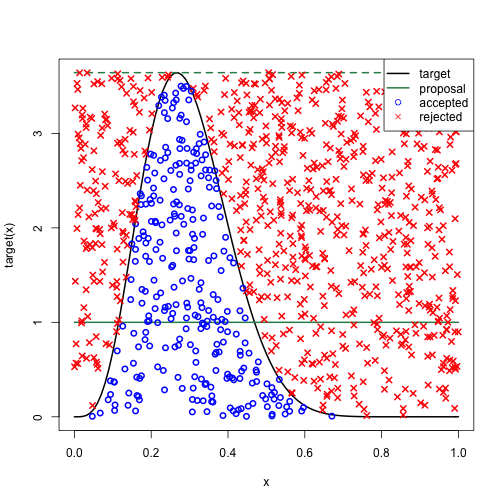 target
proposal
accepted
rejected
3
2
1
0
target(x)
0.0 0.2 0.4 0.6 0.8 1.0
x